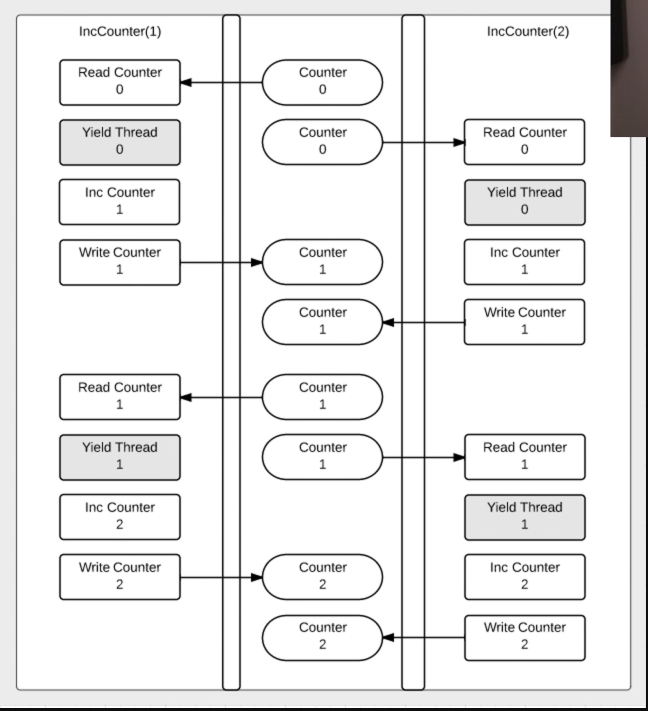 IncCounter(1)
IncCounter(2)
Read Counter
0
Counter
0
Yield Thread
0
Counter
0
Read Counter
0
Inc Counter
1
Yield Thread
0
Write Counter
1
Counter
1
Inc Counter
1
Counter
1
Write Counter
1
Read Counter
1
Counter
1
Yield Thread
1
Counter
1
Read Counter
1
Inc Counter
2
Yield Thread
1
Write Counter
2
Counter
2
Inc Counter
2
Counter
2
Write Counter
2